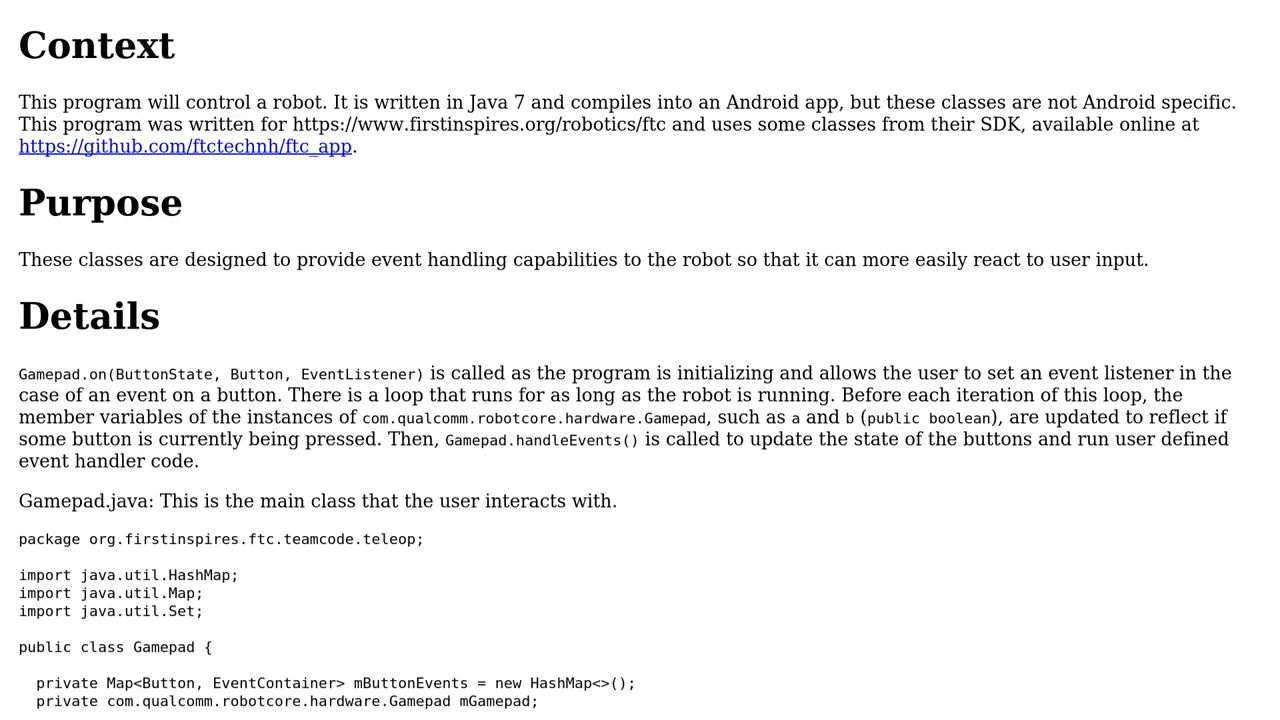 Context
This program will control a robot. It is written in Java 7 and compiles into an Android app, but these classes are not Android specific.
This program was written for https://www.firstinspires.org/robotics/ftc and uses some classes from their SDK, available online at
https://github.com/ftctechnh/ftc_app.
Purpose
These classes are designed to provide event handling capabilities to the robot so that it can more easily react to user input.
Details
Gamepad.on(ButtonState, Button, EventListener) is called as the program is initializing and allows the user to set an event listener in the
case of an event on a button. There is a loop that runs for as long as the robot is running. Before each iteration of this loop, the
member variables of the instances of com.qualcomm.robotcore.hardware.Gamepad, such as a and b (public boolean), are updated to reflect if
some button is currently being pressed. Then, Gamepad.handleEvents() is called to update the state of the buttons and run user defined
event handler code.
Gamepad.java: This is the main class that the user interacts with.
package org.firstinspires.ftc.teamcode.teleop;
import java.util.HashMap;
import java.util.Map;
import java.util.Set;
public class Gamepad {
  private Map<Button, EventContainer> mButtonEvents = new HashMap<>();
  private com.qualcomm.robotcore.hardware.Gamepad mGamepad;